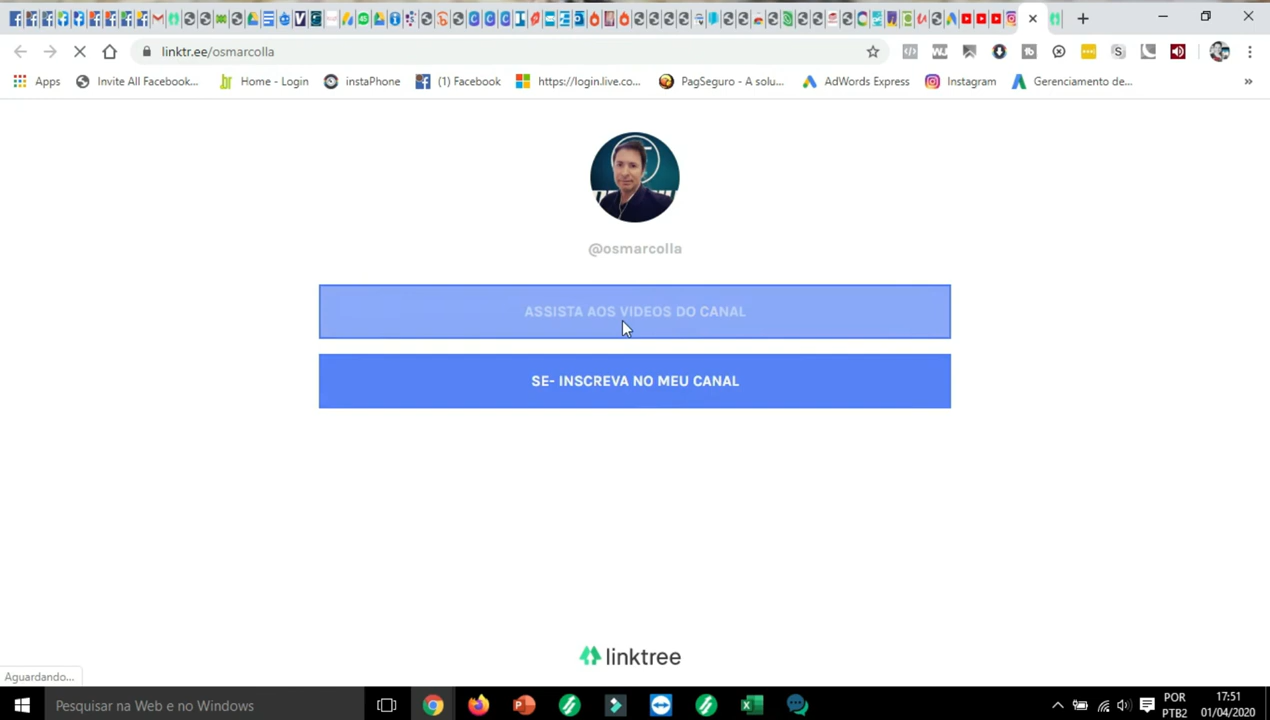 linktr.ee/osmarcolla
Apps
Invite All Facebook...
Home - Login
instaPhone
(1) Facebook
https://login.live.co...
PagSeguro - A solu...
AdWords Express
Instagram
Gerenciamento de...
»
@osmarcolla
ASSISTA AOS VIDEOS DO CANAL
SE- INSCREVA NO MEU CANAL
linktree
Aguardando...
Pesquisar na Web e no Windows
POR
PTB2
17:51
01/04/2020